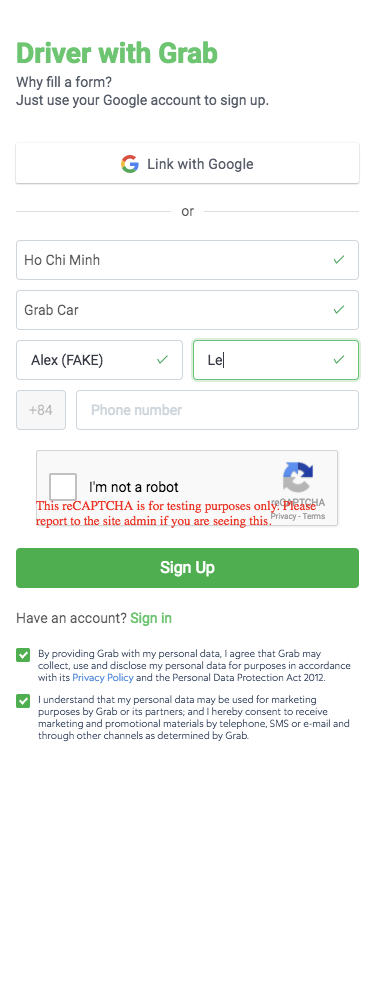 Driver with Grab
Why fill a form?
Just use your Google account to sign up.
Link with Google
or
Ho Chi Minh
Grab Car
Alex (FAKE)
Le
+84
Phone number
I'm not a robot
reCAPTCHA
This reCAPTCHA is for testing purposes only. Please
report to the site admin if you are seeing this.
Privacy - Terms
Sign Up
Have an account? Sign in
By providing Grab with my personal data, I agree that Grab may
collect, use and disclose my personal data for purposes in accordance
with its Privacy Policy and the Personal Data Protection Act 2012.
I understand that my personal data may be used for marketing
purposes by Grab or its partners; and I hereby consent to receive
marketing and promotional materials by telephone, SMS or e-mail and
through other channels as determined by Grab.